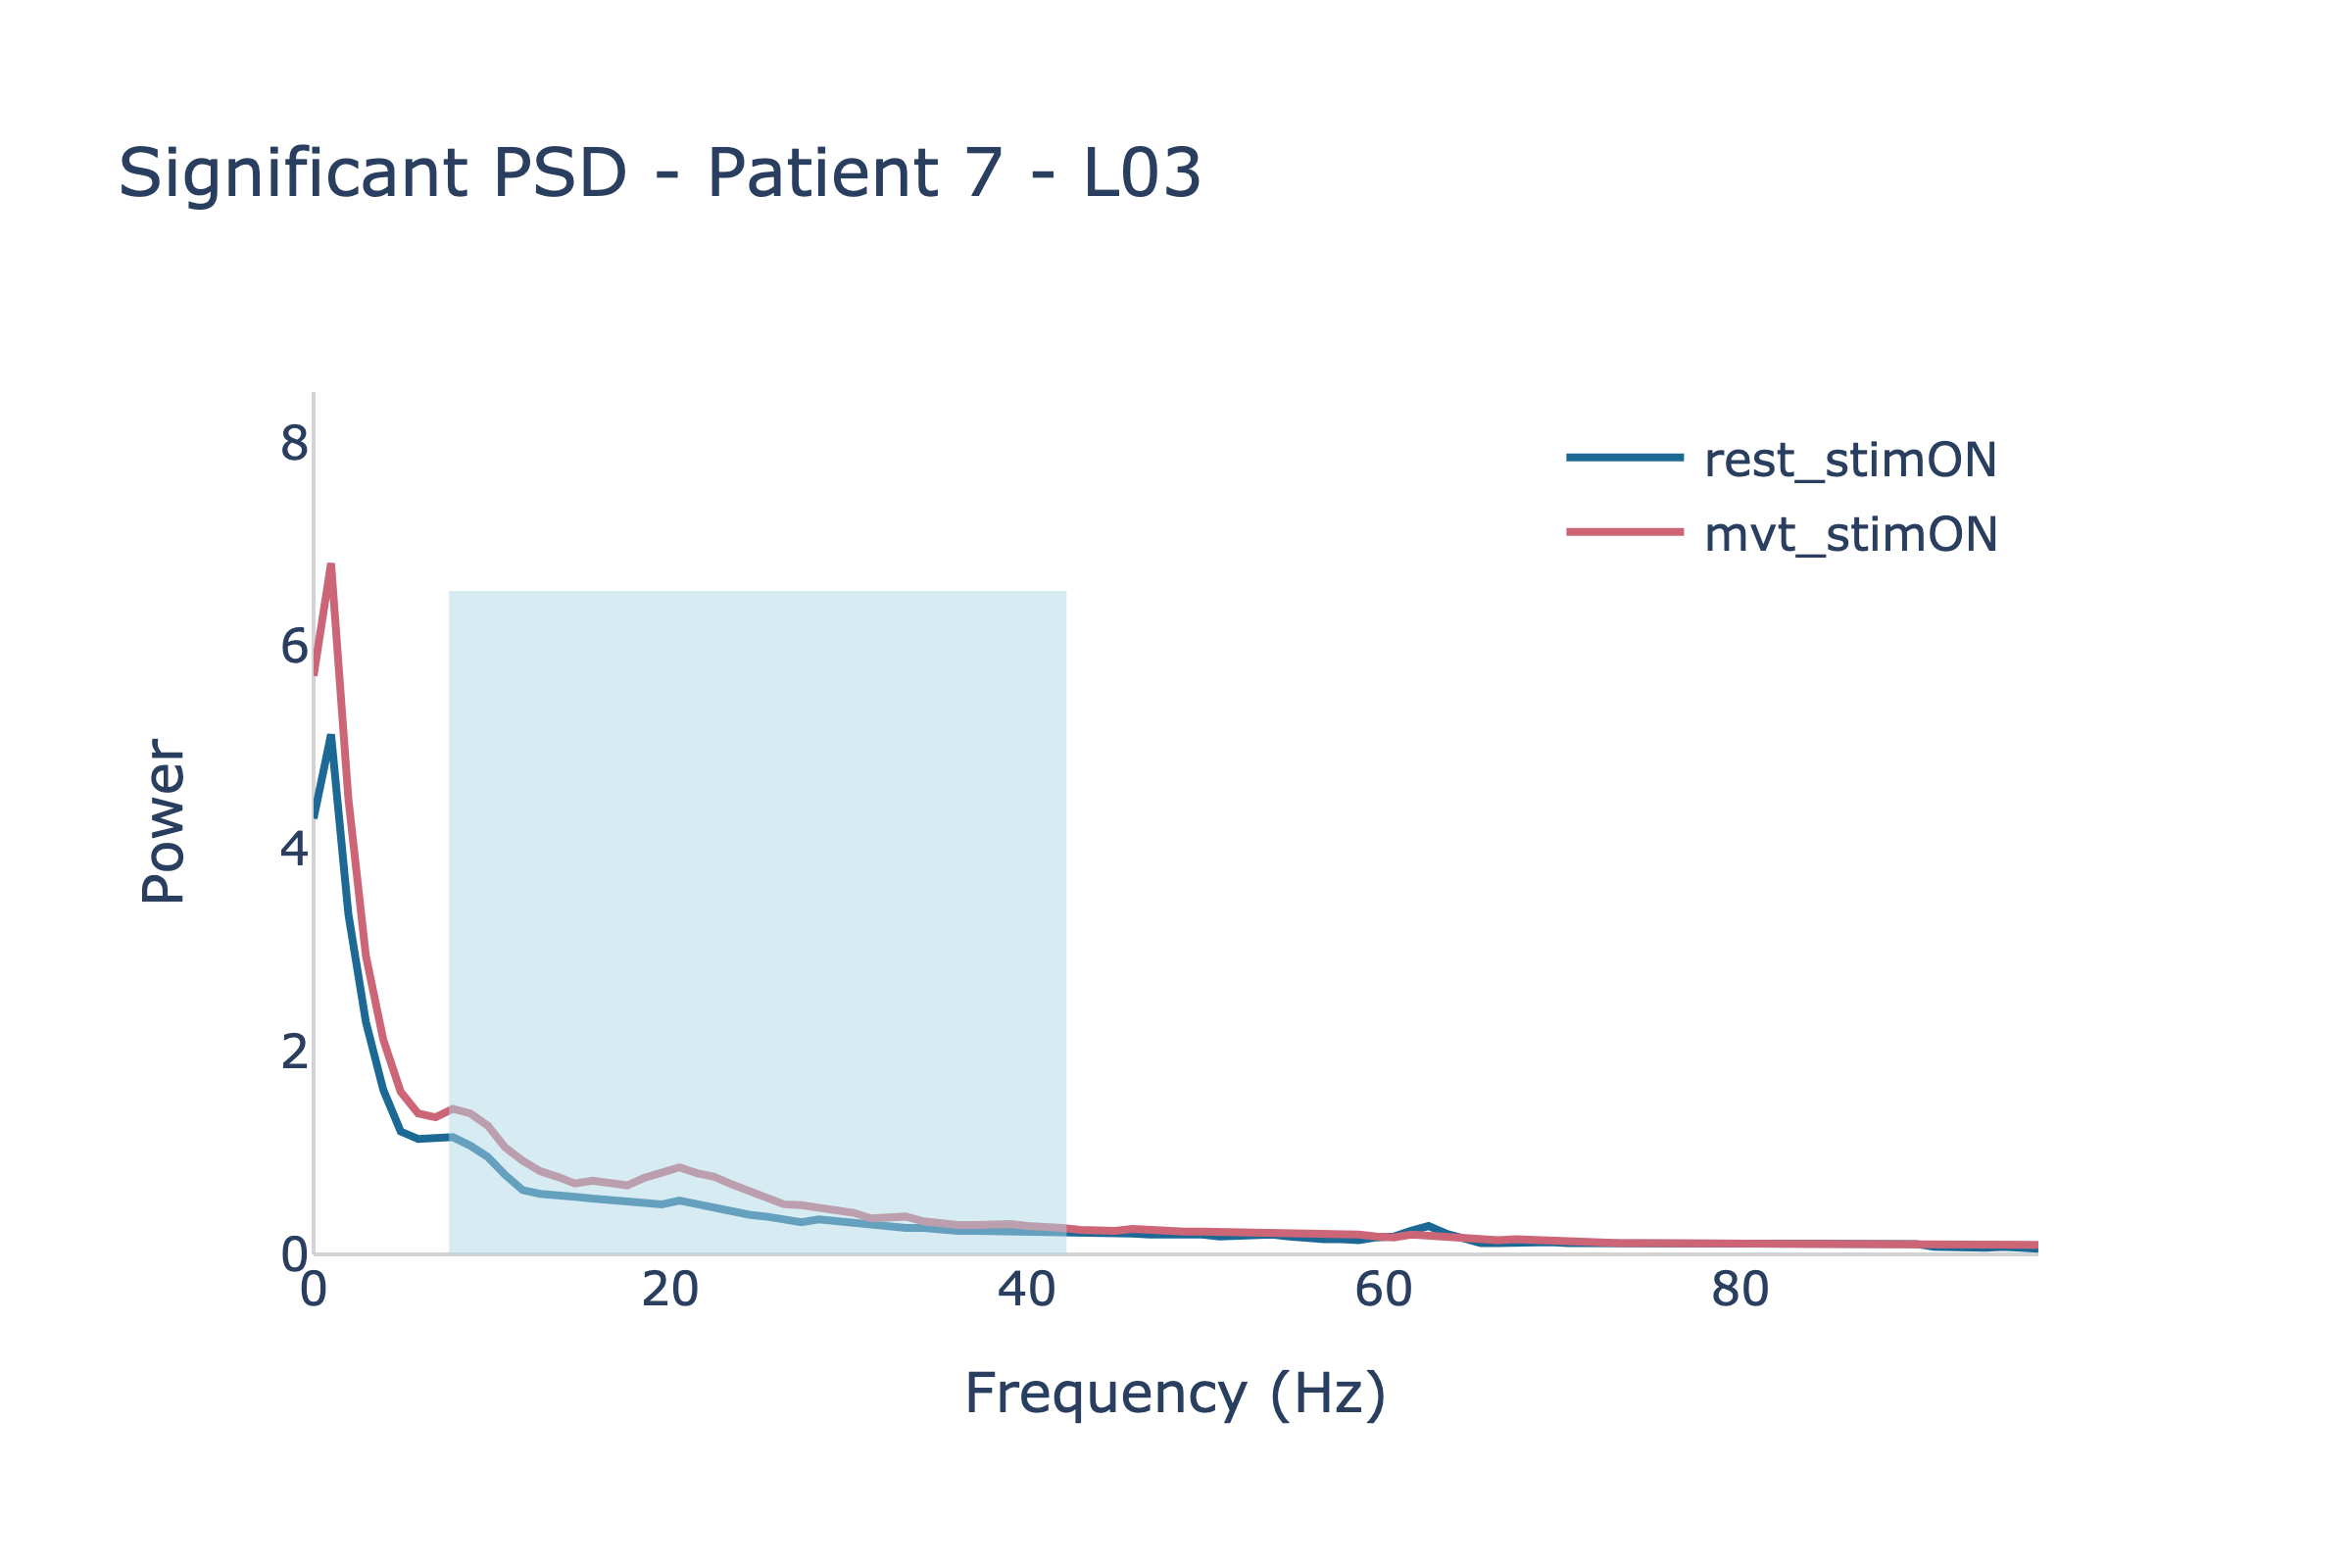 Significant PSD - Patient 7 - L03
rest_stimON
mvt_stimON
Power
8
6
4
2
0
0 20 40 60 80
Frequency (Hz)